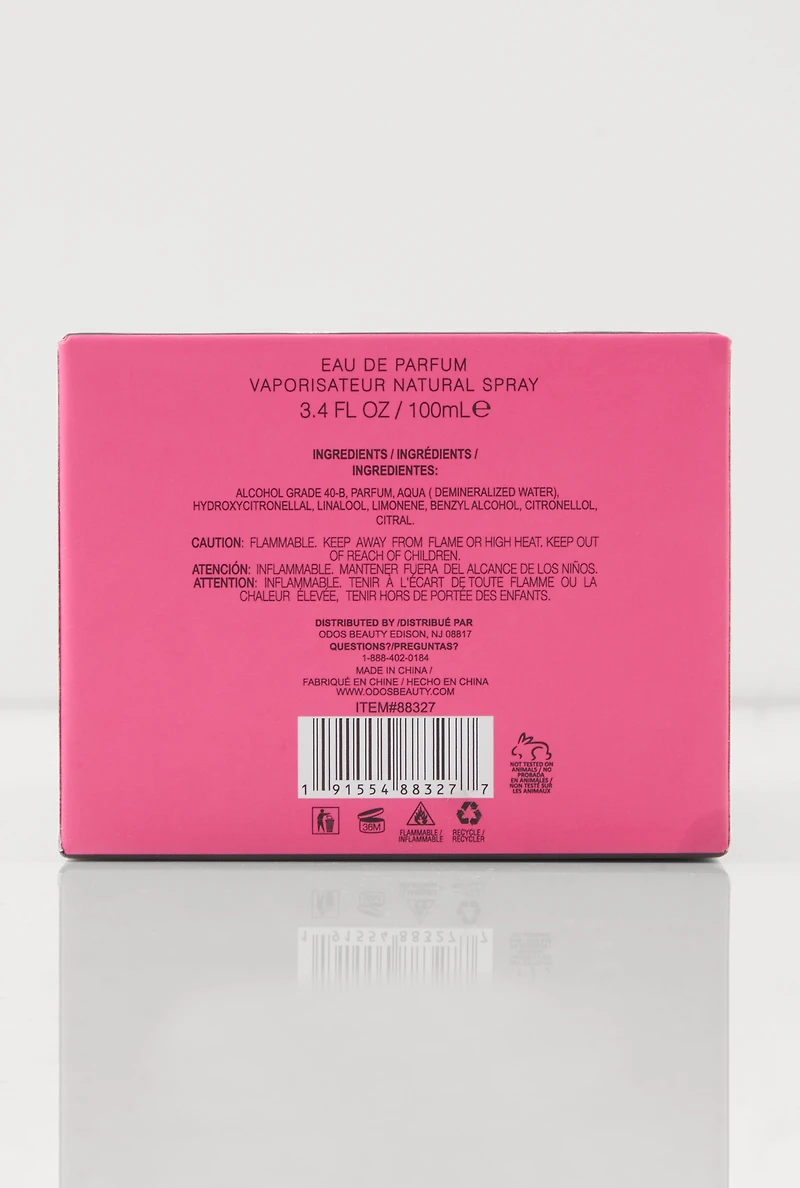 EAU DE PARFUM
VAPORISATEUR NATURAL SPRAY
3.4 FL OZ / 100mL℮
INGREDIENTS / INGRÉDIENTS /
INGREDIENTES:
ALCOHOL GRADE 40-B, PARFUM, AQUA ( DEMINERALIZED WATER),
HYDROXYCITRONELLAL, LINALOOL, LIMONENE, BENZYL ALCOHOL, CITRONELLOL,
CITRAL.
CAUTION: FLAMMABLE. KEEP AWAY FROM FLAME OR HIGH HEAT. KEEP OUT
OF REACH OF CHILDREN.
ATENCIÓN: INFLAMMABLE. MANTENER FUERA DEL ALCANCE DE LOS NIÑOS.
ATTENTION: INFLAMMABLE. TENIR À L'ÉCART DE TOUTE FLAMME OU LA
CHALEUR ÉLEVÉE, TENIR HORS DE PORTÉE DES ENFANTS.
DISTRIBUTED BY /DISTRIBUÉ PAR
ODOS BEAUTY EDISON, NJ 08817
QUESTIONS?/PREGUNTAS?
1-888-402-0184
MADE IN CHINA /
FABRIQUÉ EN CHINE / HECHO EN CHINA
WWW.ODOSBEAUTY.COM
ITEM#88327
1 91554 88327 7
NOT TESTED ON
ANIMALS / NO
PROBADA
EN ANIMALES /
NON TESTÉ SUR
LES ANIMAUX
36M
FLAMMABLE /
INFLAMMABLE
RECYCLE /
RECYCLER